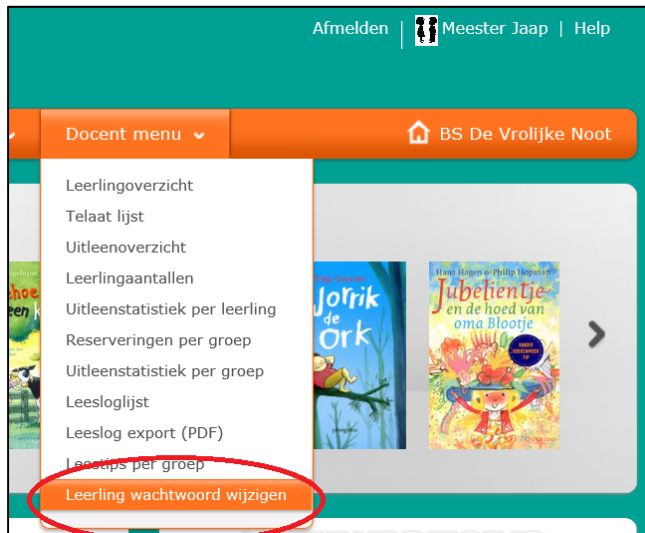 Afmelden | Meester Jaap | Help
Docent menu
BS De Vrolijke Noot
Leerlingoverzicht
Telaat lijst
Uitleenoverzicht
Leerlingaantallen
Uitleenstatistiek per leerling
Reserveringen per groep
Uitleenstatistiek per groep
Leesloglijst
Leeslog export (PDF)
Leestips per groep
Leerling wachtwoord wijzigen
een
Jorrik
de
Ork
Hans Hagen & Philip Hopman
Jubelientje
en de hoed van
oma Blootje